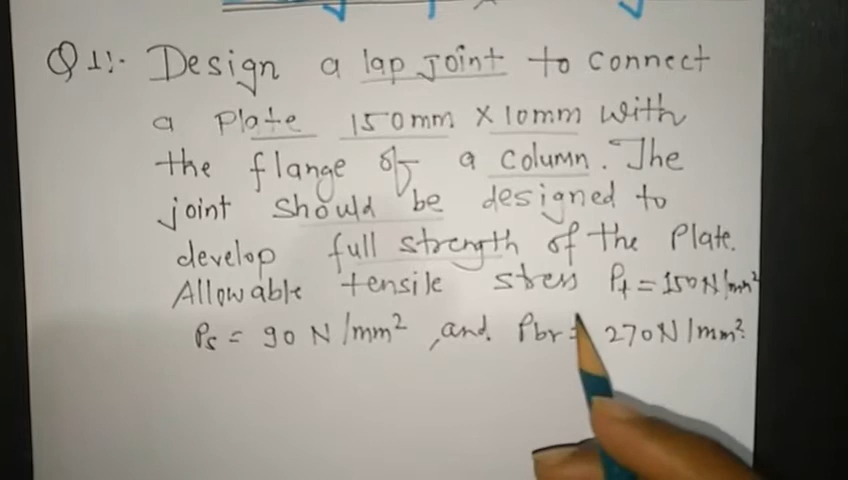 Q1:- Design a lap joint to connect
a plate 150mm x 10mm with
the flange of a column. The
joint should be designed to
develop full strength of the Plate.
Allowable tensile stress Pt = 150N/mm²
Ps = 90 N/mm², and Pbr = 270N/mm².